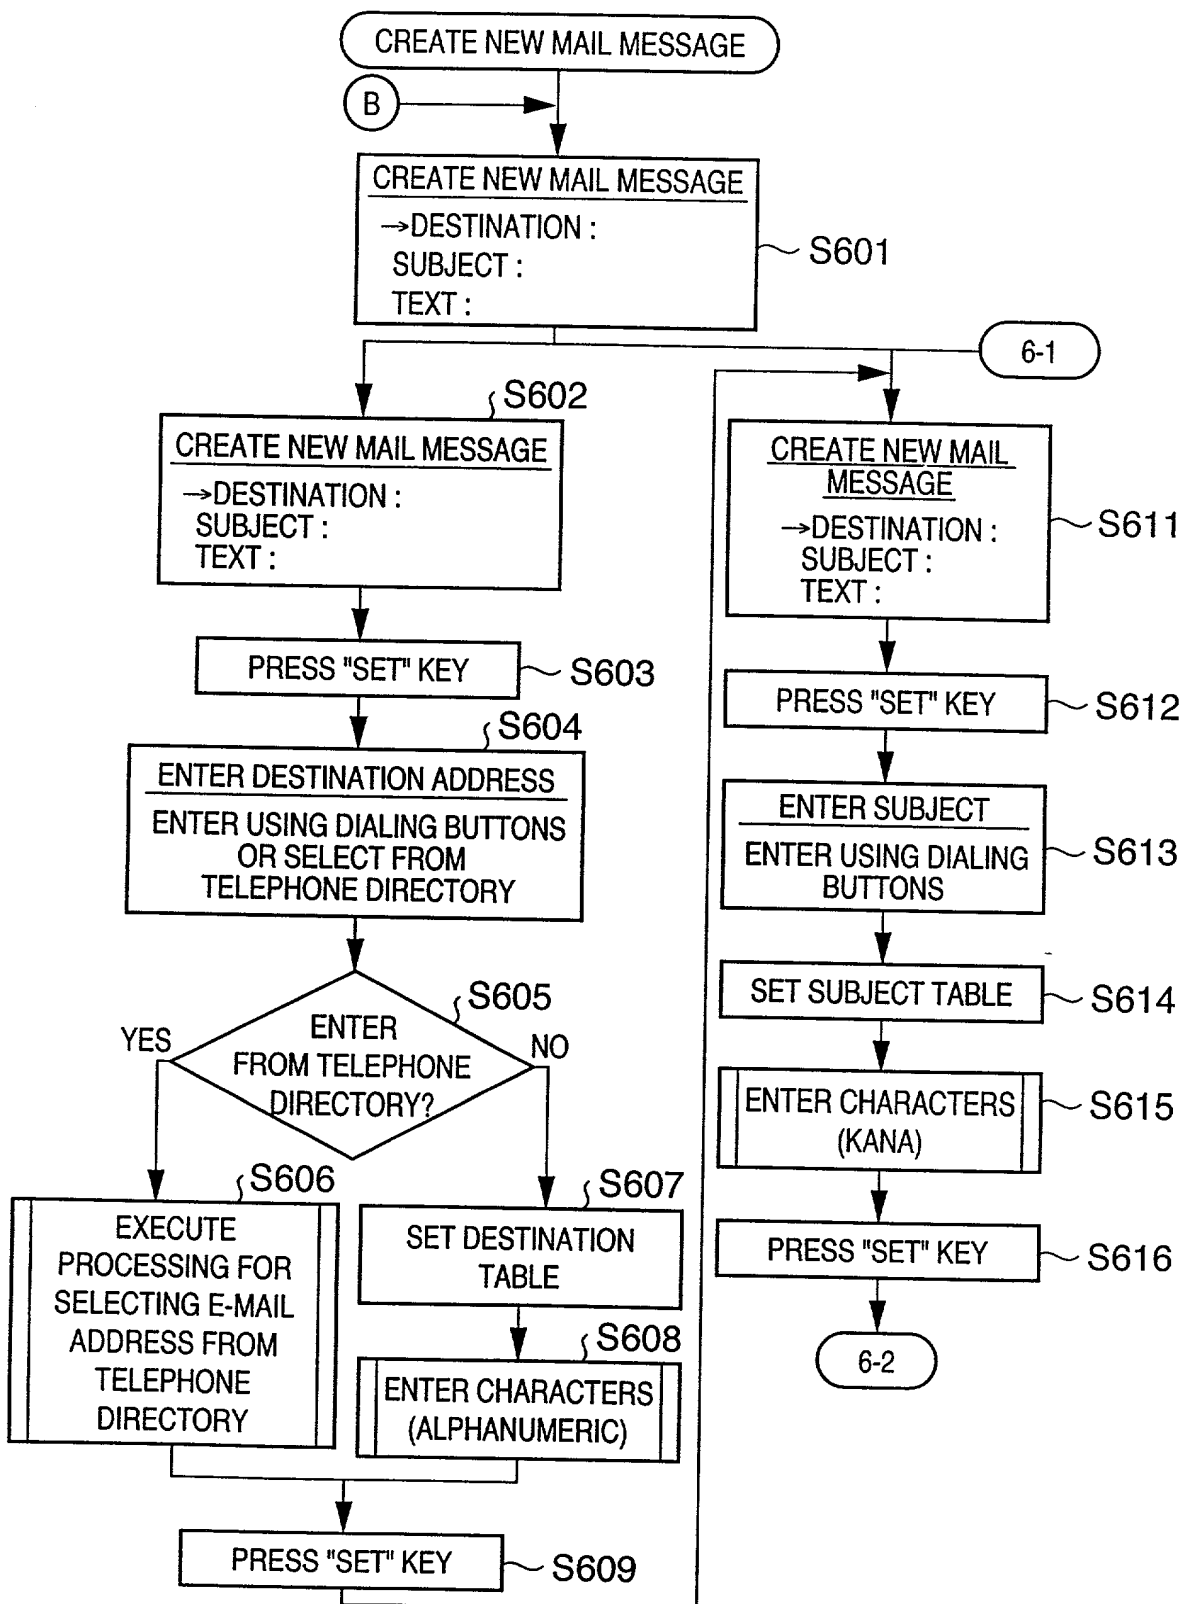 CREATE NEW MAIL MESSAGE
B
CREATE NEW MAIL MESSAGE
→DESTINATION :
SUBJECT :
TEXT :
S601
6-1
S602
CREATE NEW MAIL MESSAGE
→DESTINATION :
SUBJECT :
TEXT :
PRESS "SET" KEY
S603
S604
ENTER DESTINATION ADDRESS
ENTER USING DIALING BUTTONS
OR SELECT FROM
TELEPHONE DIRECTORY
S605
ENTER
FROM TELEPHONE
DIRECTORY?
YES
NO
S606
EXECUTE
PROCESSING FOR
SELECTING E-MAIL
ADDRESS FROM
TELEPHONE
DIRECTORY
S607
SET DESTINATION
TABLE
S608
ENTER CHARACTERS
(ALPHANUMERIC)
PRESS "SET" KEY
S609
CREATE NEW MAIL
MESSAGE
→DESTINATION :
SUBJECT :
TEXT :
S611
PRESS "SET" KEY
S612
ENTER SUBJECT
ENTER USING DIALING
BUTTONS
S613
SET SUBJECT TABLE
S614
ENTER CHARACTERS
(KANA)
S615
PRESS "SET" KEY
S616
6-2